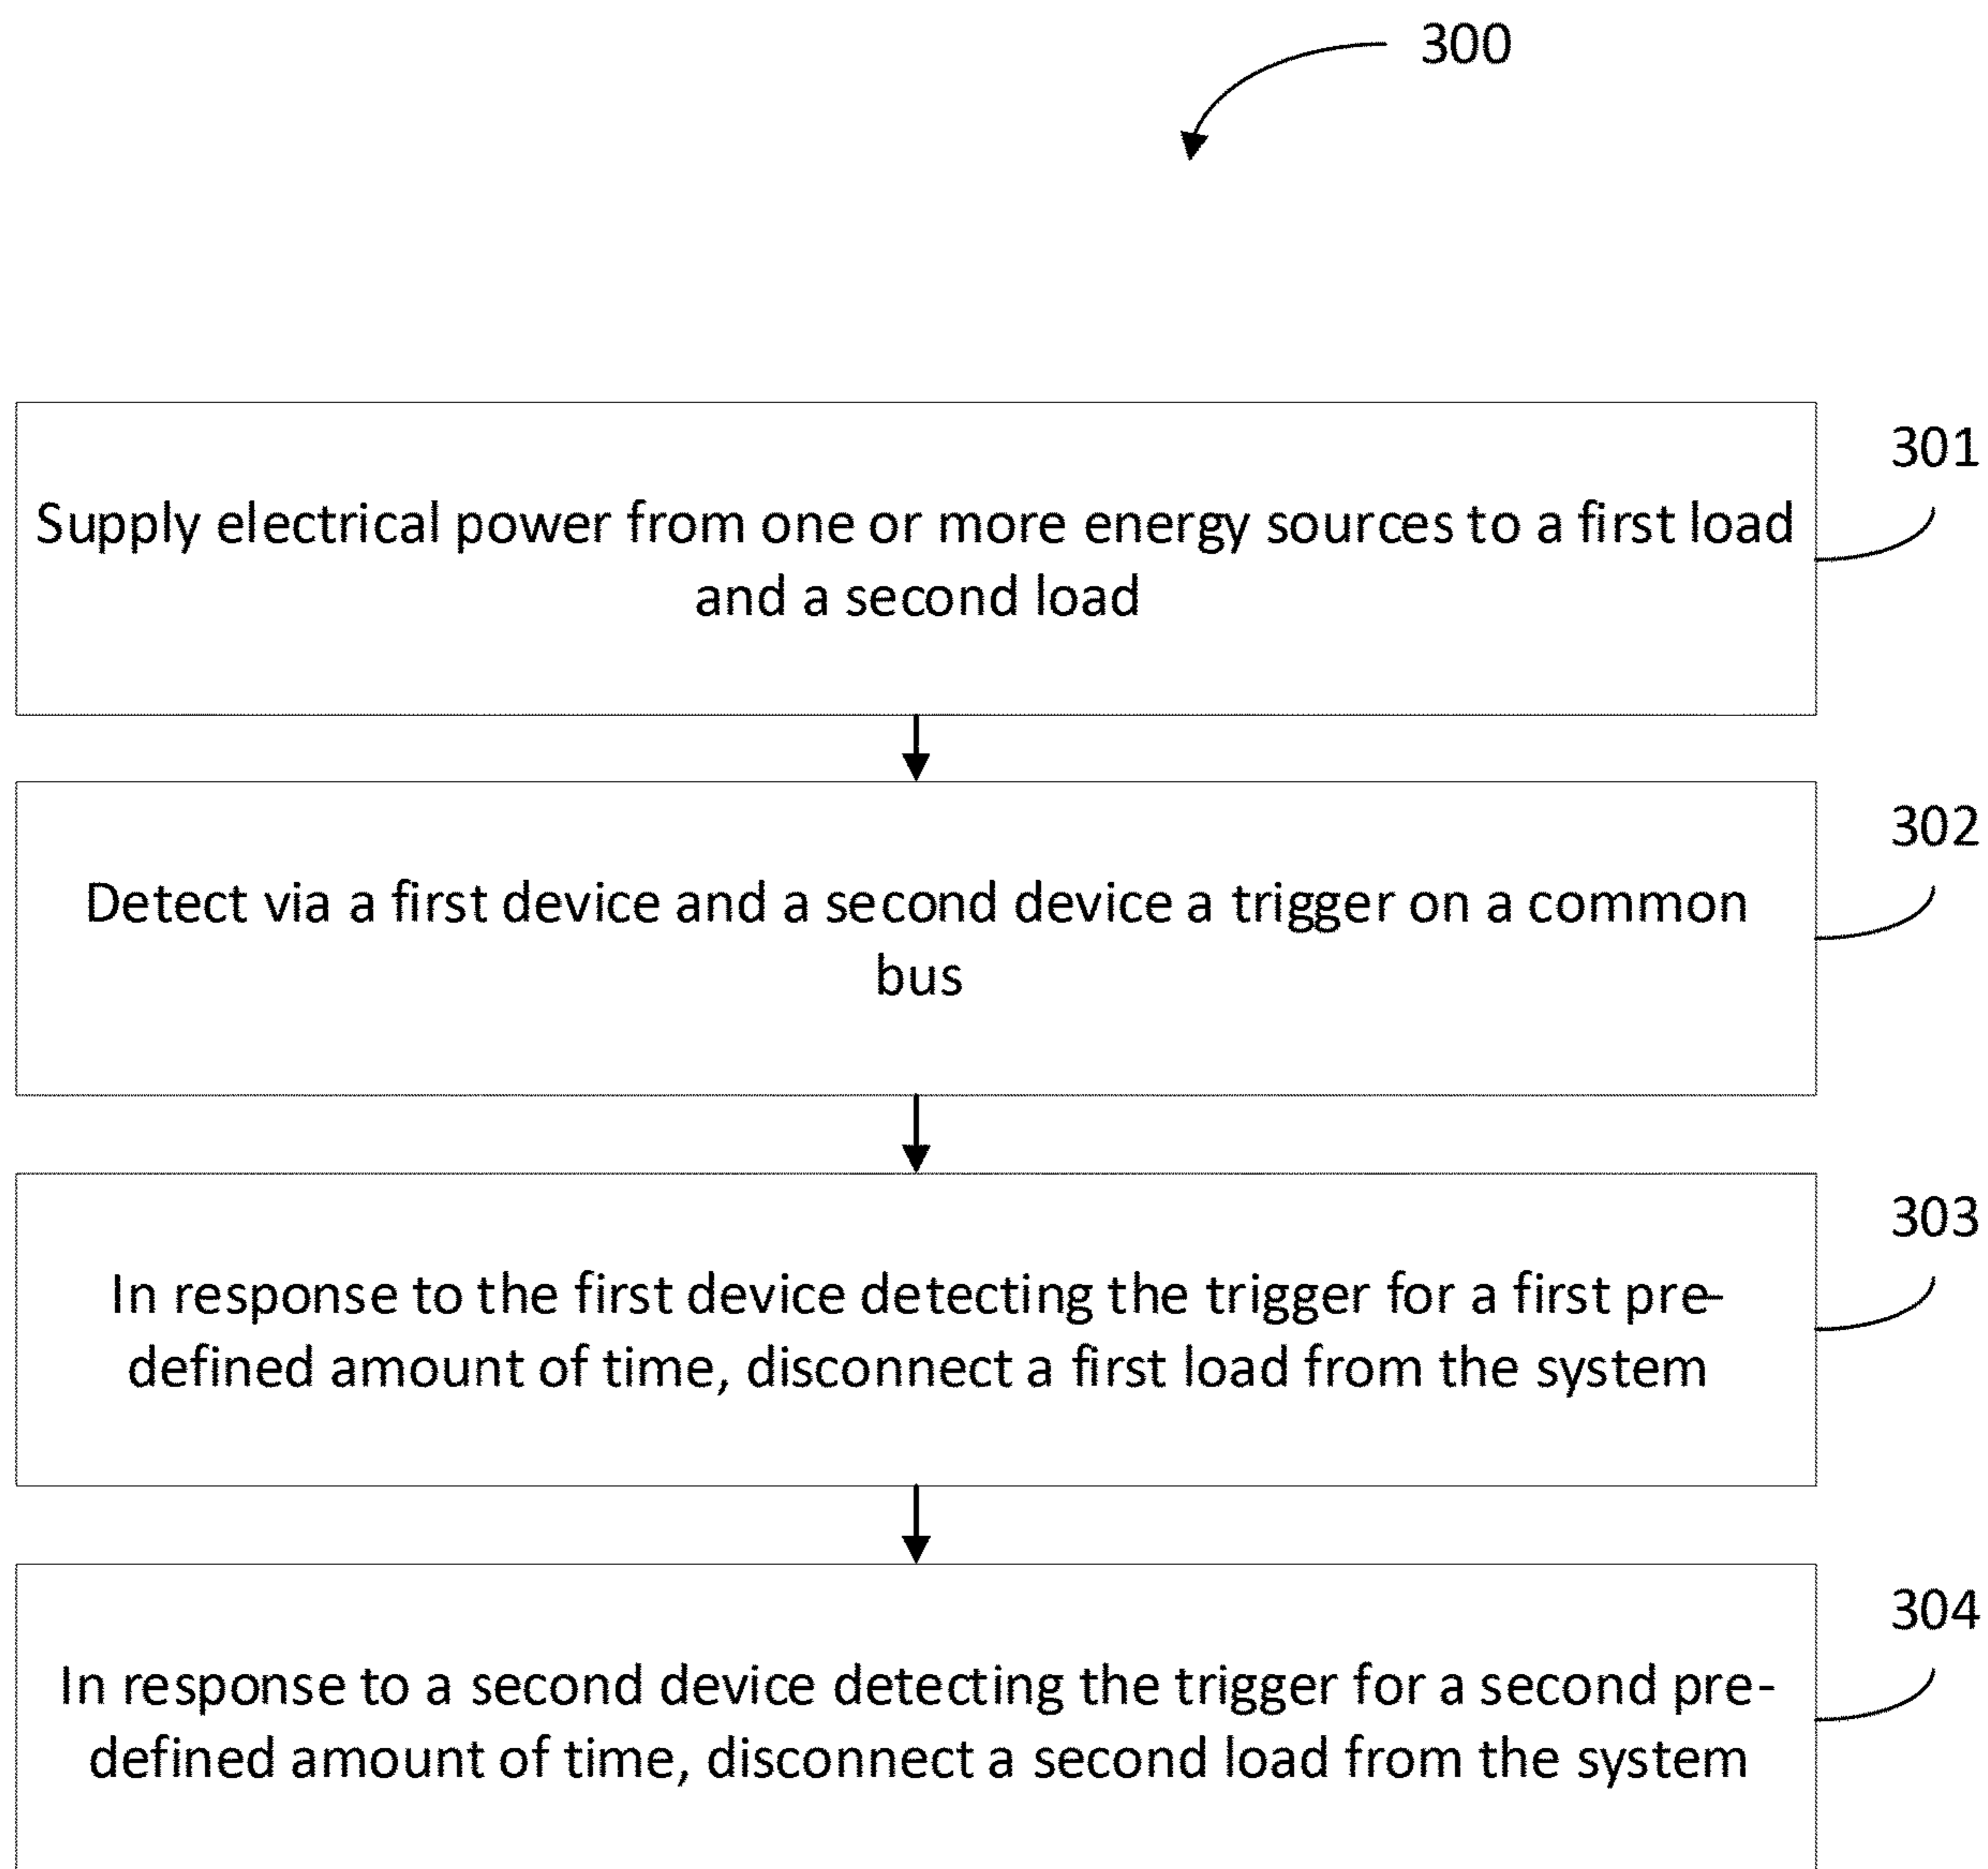 300
301
Supply electrical power from one or more energy sources to a first load
and a second load
302
Detect via a first device and a second device a trigger on a common
bus
303
In response to the first device detecting the trigger for a first pre-
defined amount of time, disconnect a first load from the system
304
In response to a second device detecting the trigger for a second pre-
defined amount of time, disconnect a second load from the system